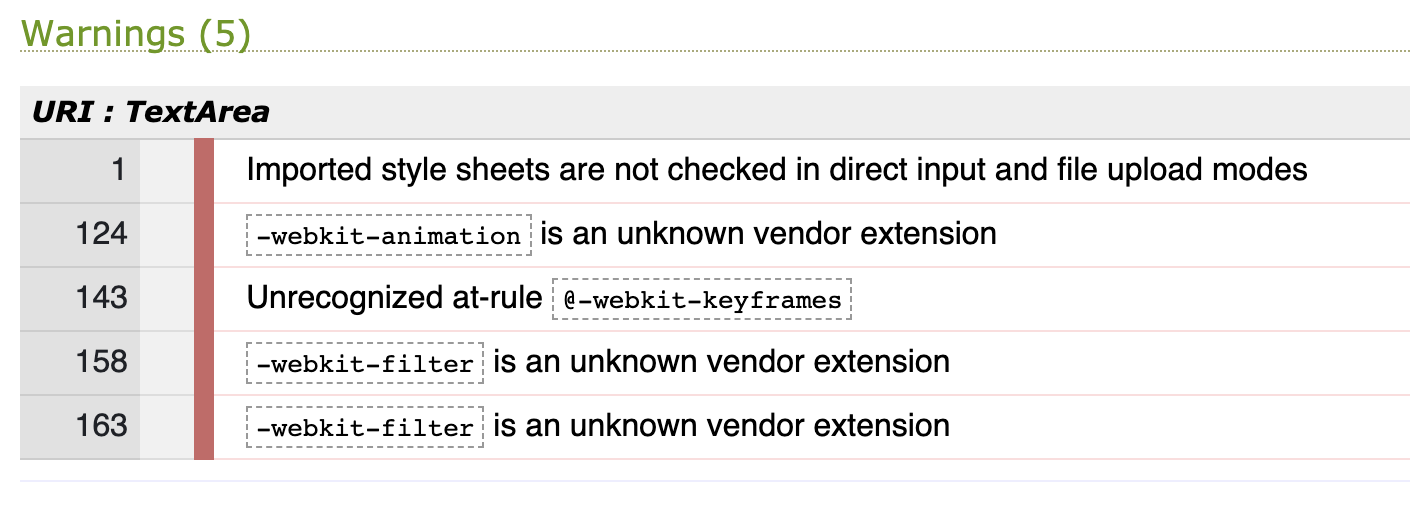 Warnings (5)
URI : TextArea
1 Imported style sheets are not checked in direct input and file upload modes
124 -webkit-animation is an unknown vendor extension
143 Unrecognized at-rule @-webkit-keyframes
158 -webkit-filter is an unknown vendor extension
163 -webkit-filter is an unknown vendor extension